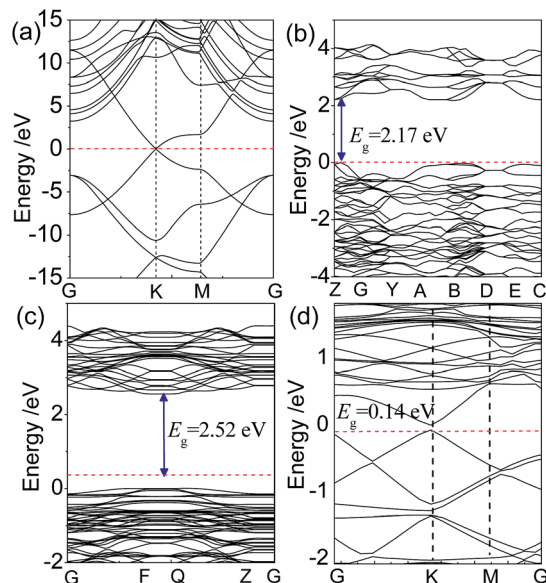 (a)
Energy /eV
15
10
5
0
-5
-10
-15
G K M G
(b)
Energy /eV
4
2
0
-2
-4
Eg=2.17 eV
Z G Y A B D E C
(c)
Energy /eV
4
2
0
-2
Eg=2.52 eV
G F Q Z G
(d)
Energy /eV
1
0
-1
-2
Eg=0.14 eV
G K M G